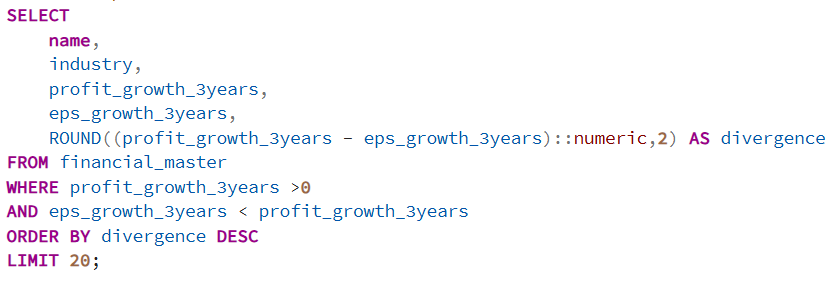 SELECT
    name,
    industry,
    profit_growth_3years,
    eps_growth_3years,
    ROUND((profit_growth_3years - eps_growth_3years)::numeric,2) AS divergence
FROM financial_master
WHERE profit_growth_3years >0
AND eps_growth_3years < profit_growth_3years
ORDER BY divergence DESC
LIMIT 20;